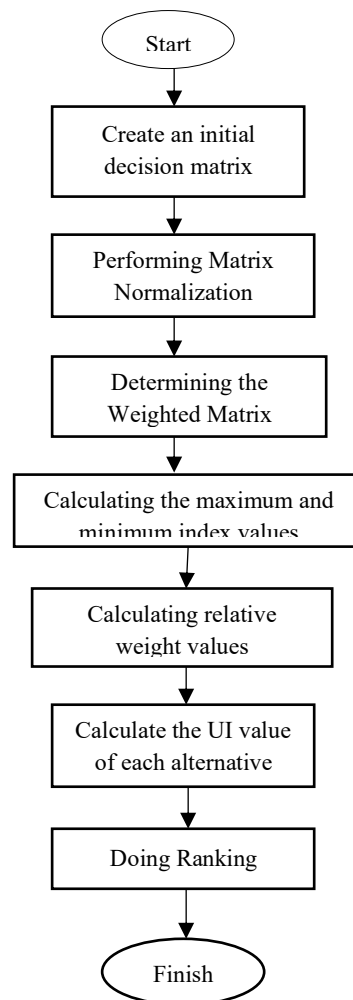 Start
Create an initial
decision matrix
Performing Matrix
Normalization
Determining the
Weighted Matrix
Calculating the maximum and
minimum index values
Calculating relative
weight values
Calculate the UI value
of each alternative
Doing Ranking
Finish